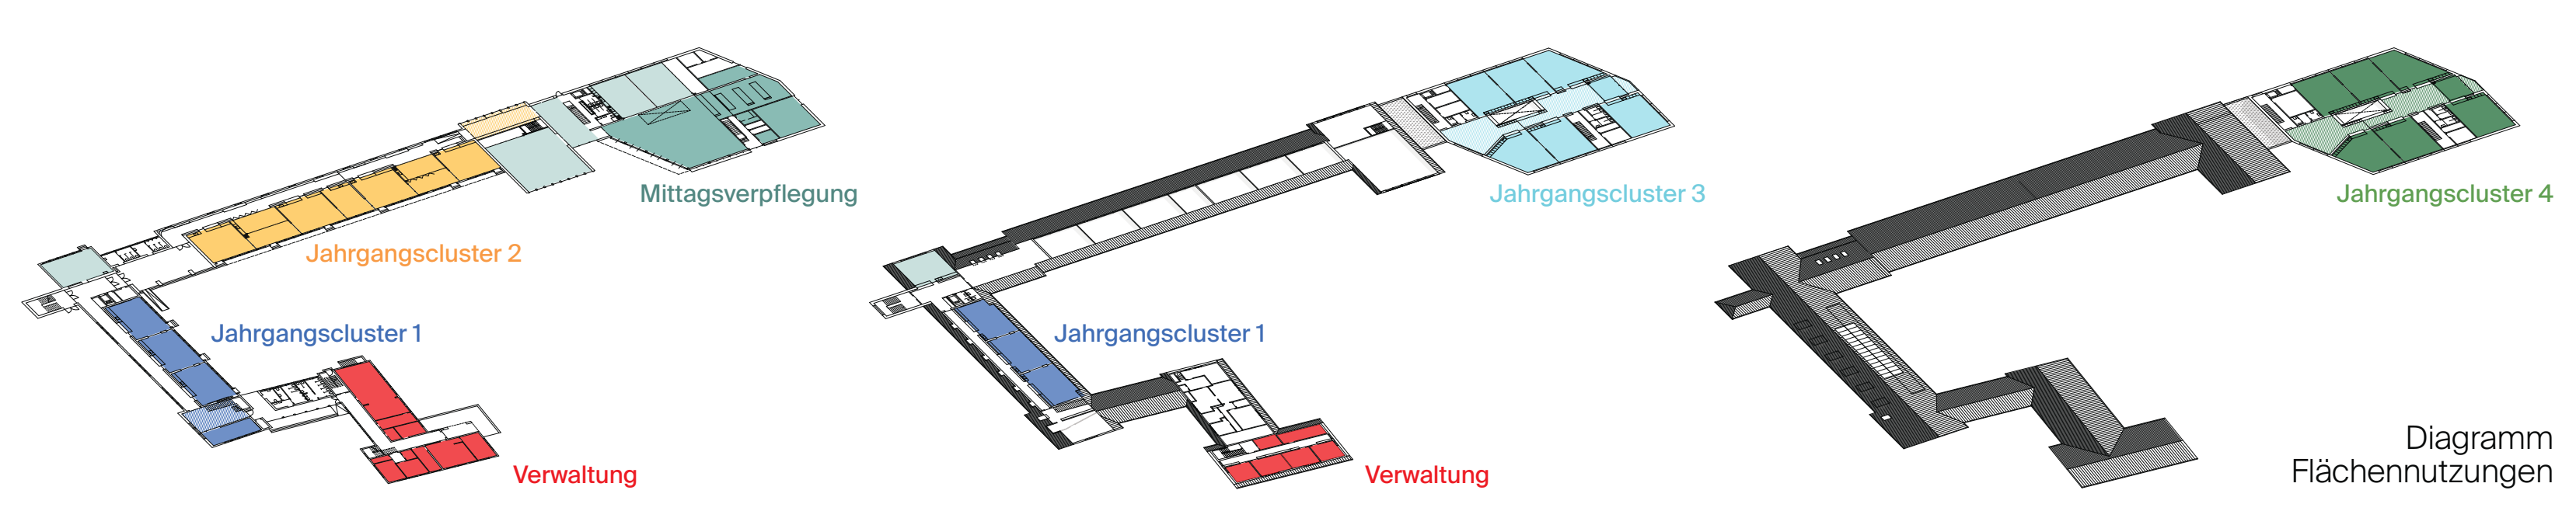 Mittagsverpflegung
Jahrgangscluster 2
Jahrgangscluster 1
Verwaltung
Jahrgangscluster 3
Jahrgangscluster 1
Verwaltung
Jahrgangscluster 4
Diagramm
Flächennutzungen